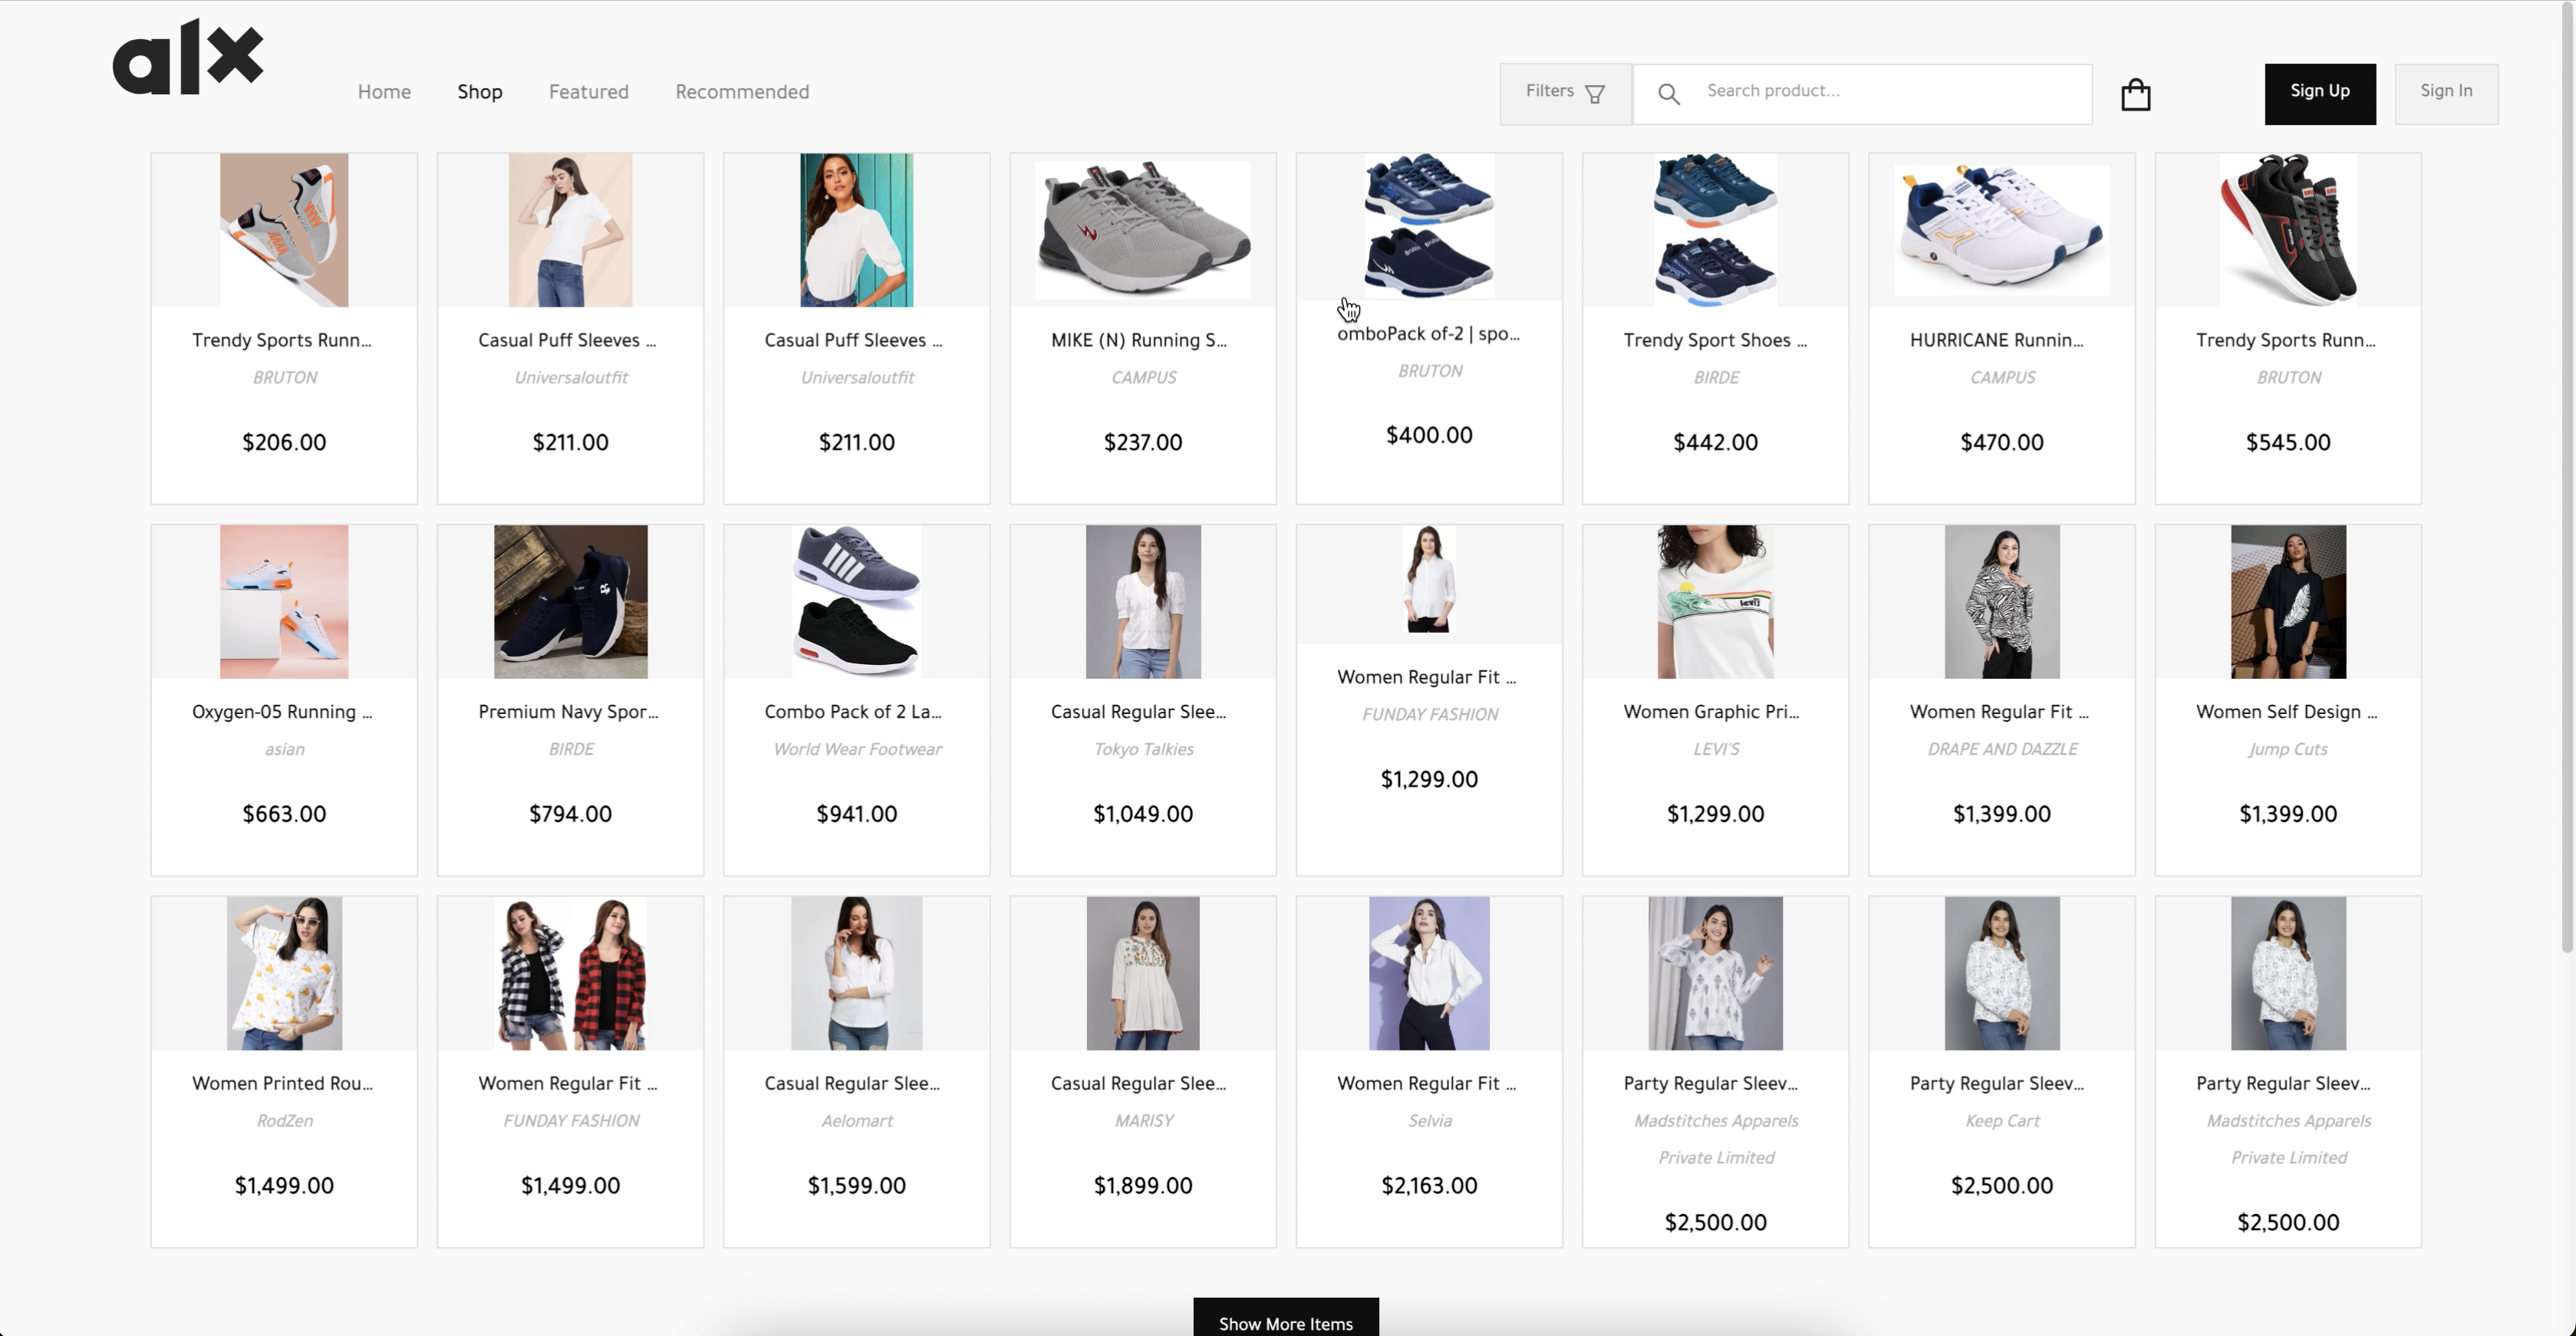 alx
Home
Shop
Featured
Recommended
Filters
Search product...
Sign Up
Sign In
Trendy Sports Runn...
BRUTON
$206.00
Casual Puff Sleeves ...
Universaloutfit
$211.00
Casual Puff Sleeves ...
Universaloutfit
$211.00
MIKE (N) Running S...
CAMPUS
$237.00
omboPack of-2 | spo...
BRUTON
$400.00
Trendy Sport Shoes ...
BIRDE
$442.00
HURRICANE Runnin...
CAMPUS
$470.00
Trendy Sports Runn...
BRUTON
$545.00
Oxygen-05 Running ...
asian
$663.00
Premium Navy Spor...
BIRDE
$794.00
Combo Pack of 2 La...
World Wear Footwear
$941.00
Casual Regular Slee...
Tokyo Talkies
$1,049.00
Women Regular Fit ...
FUNDAY FASHION
$1,299.00
Levi's
Women Graphic Pri...
LEVI'S
$1,299.00
Women Regular Fit ...
DRAPE AND DAZZLE
$1,399.00
Women Self Design ...
Jump Cuts
$1,399.00
Women Printed Rou...
RodZen
$1,499.00
Women Regular Fit ...
FUNDAY FASHION
$1,499.00
Casual Regular Slee...
Aelomart
$1,599.00
Casual Regular Slee...
MARISY
$1,899.00
Women Regular Fit ...
Selvia
$2,163.00
Party Regular Sleev...
Madstitches Apparels
Private Limited
$2,500.00
Party Regular Sleev...
Keep Cart
$2,500.00
Party Regular Sleev...
Madstitches Apparels
Private Limited
$2,500.00
Show More Items